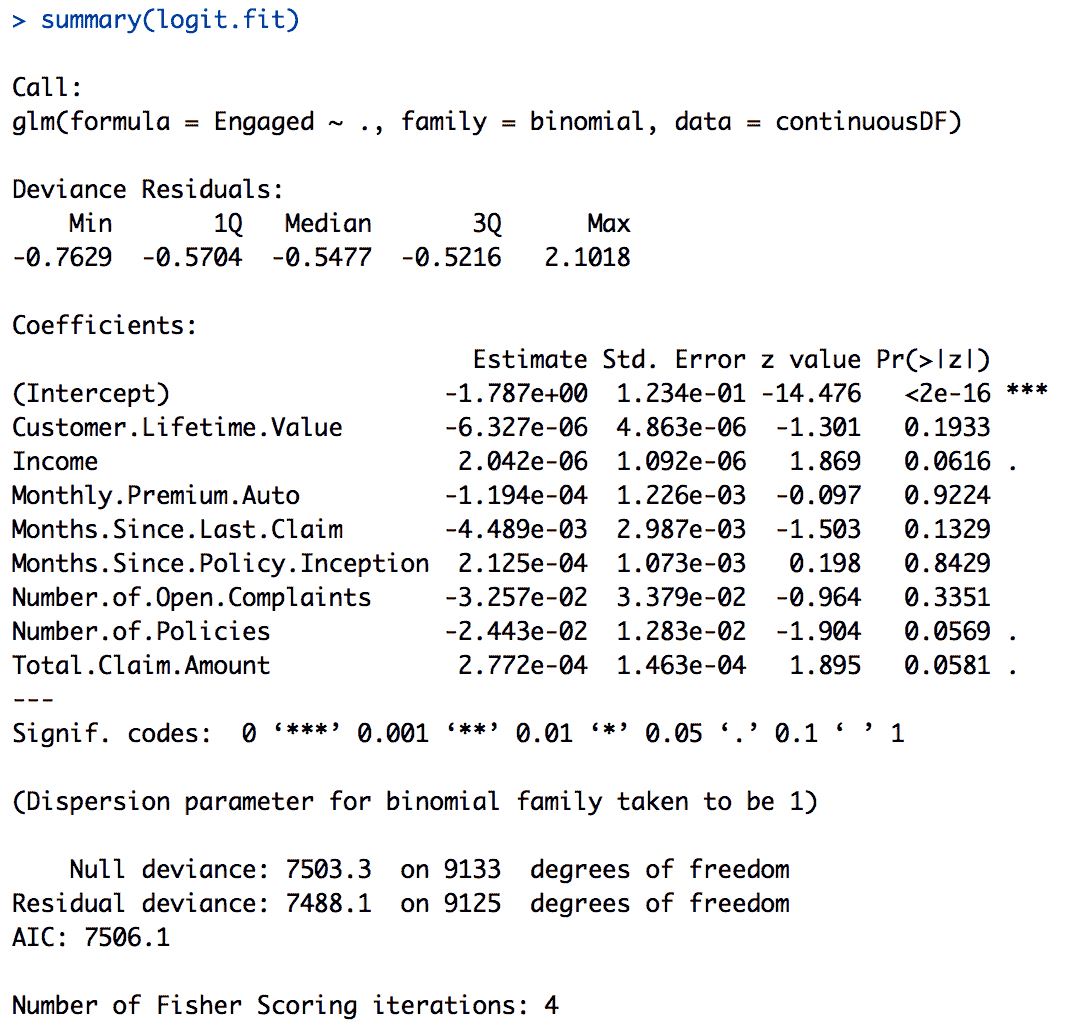 > summary(logit.fit)
Call:
glm(formula = Engaged ~ ., family = binomial, data = continuousDF)
Deviance Residuals:
    Min       1Q   Median       3Q      Max
-0.7629  -0.5704  -0.5477  -0.5216   2.1018
Coefficients:
                                Estimate Std. Error z value Pr(>|z|)
(Intercept)                   -1.787e+00  1.234e-01 -14.476   <2e-16 ***
Customer.Lifetime.Value       -6.327e-06  4.863e-06  -1.301   0.1933
Income                         2.042e-06  1.092e-06   1.869   0.0616 .
Monthly.Premium.Auto          -1.194e-04  1.226e-03  -0.097   0.9224
Months.Since.Last.Claim       -4.489e-03  2.987e-03  -1.503   0.1329
Months.Since.Policy.Inception  2.125e-04  1.073e-03   0.198   0.8429
Number.of.Open.Complaints     -3.257e-02  3.379e-02  -0.964   0.3351
Number.of.Policies            -2.443e-02  1.283e-02  -1.904   0.0569 .
Total.Claim.Amount             2.772e-04  1.463e-04   1.895   0.0581 .
---
Signif. codes:  0 ‘***’ 0.001 ‘**’ 0.01 ‘*’ 0.05 ‘.’ 0.1 ‘ ’ 1
(Dispersion parameter for binomial family taken to be 1)
    Null deviance: 7503.3  on 9133  degrees of freedom
Residual deviance: 7488.1  on 9125  degrees of freedom
AIC: 7506.1
Number of Fisher Scoring iterations: 4